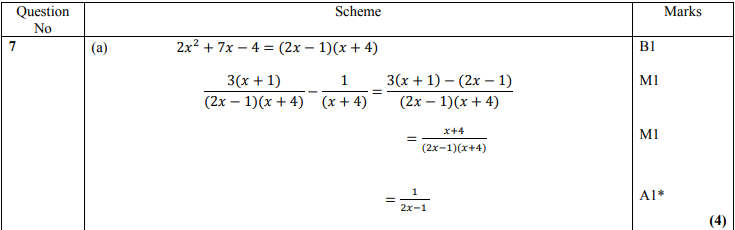 Question No Scheme Marks
7 (a) 2x² + 7x − 4 = (2x − 1)(x + 4) B1
3(x + 1)/((2x − 1)(x + 4)) − 1/(x + 4) = (3(x + 1) − (2x − 1))/((2x − 1)(x + 4)) M1
= (x+4)/((2x−1)(x+4)) M1
= 1/(2x−1) A1*
(4)